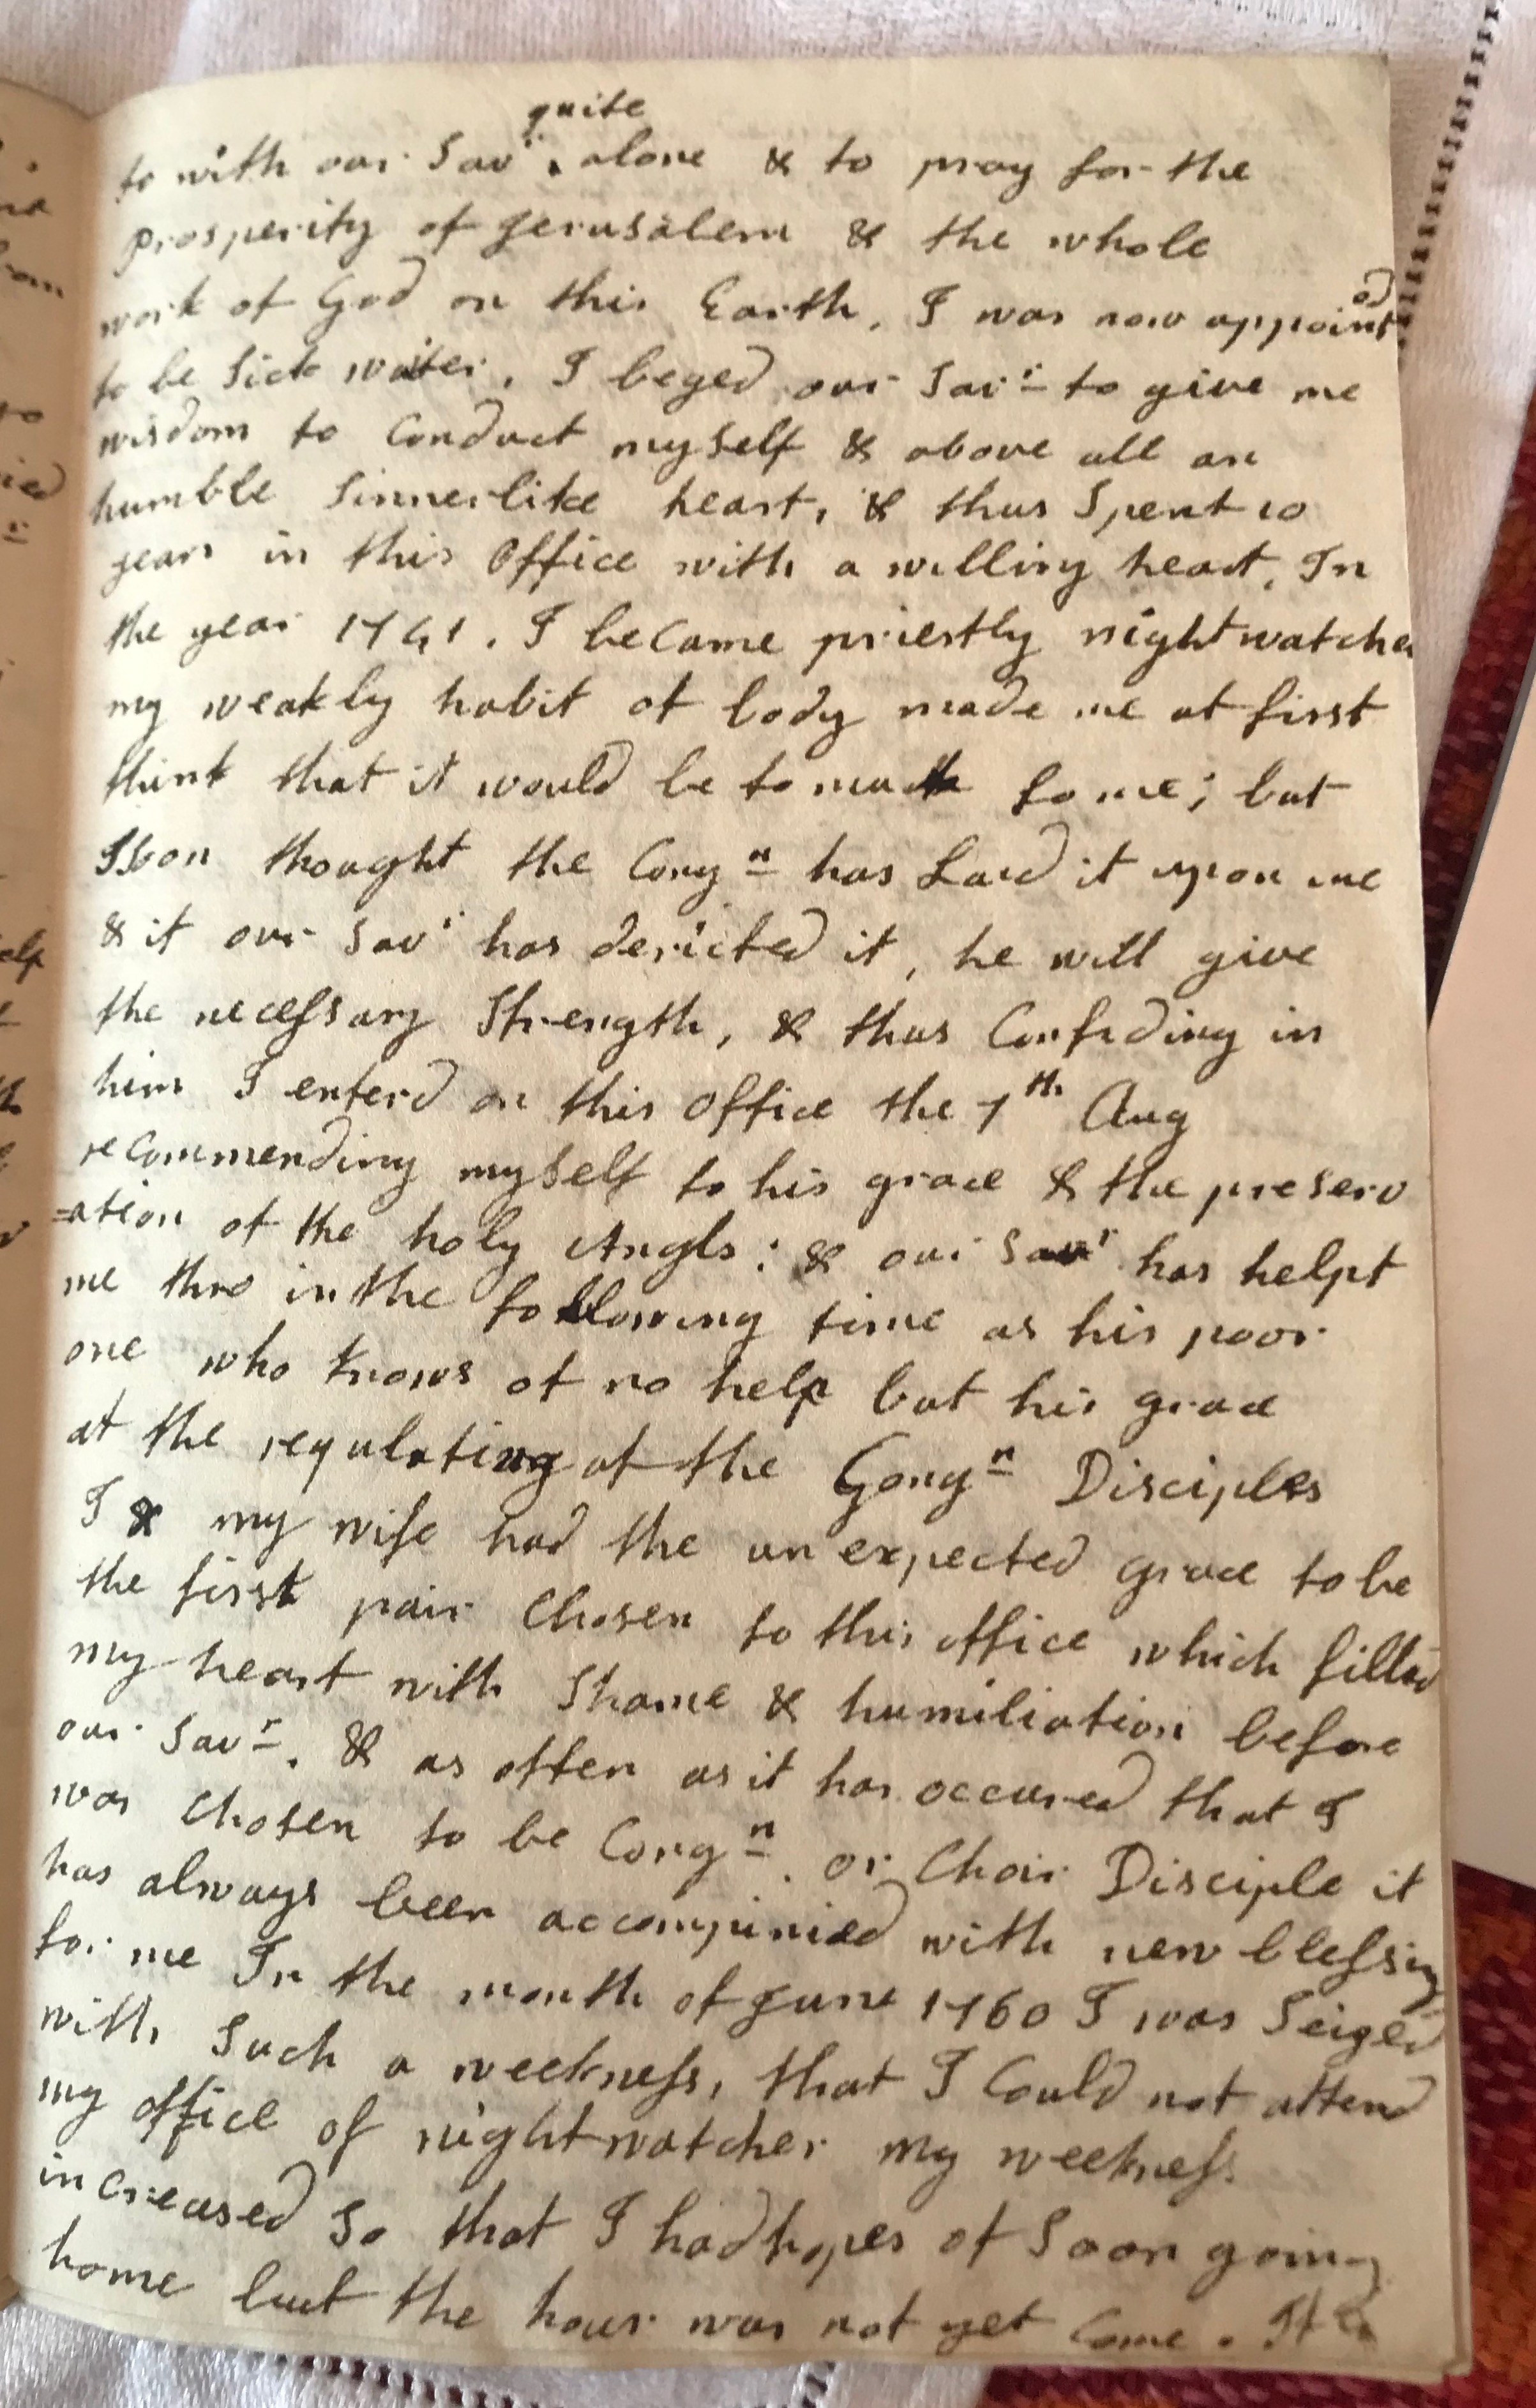 quite
to with our Savr alone & to pray for the
prosperity of Jerusalem & the whole
work of God on this Earth. I was now appointed
to be Sick waiter. I beged our Savr to give me
wisdom to Conduct myself & above all an
humble Sinnerlike heart, & thus Spent 10
years in this Office with a willing heart. In
the year . I became priestly nightwatcher
my weakly habit of body made me at first
think that it would be to much for me; but
I Soon thought the Congn has Laid it upon me
& if our Savr has dericted it, he will give
the necessary Strength, & thus Confiding in
him I enterd on this Office the 7th Aug
recommending myself to his grace & the preserv
=ation of the holy Angls: & our Savr has helpt
me thro in the following time as his poor
one who knows of no help but his grace
at the regulating of the Congn Disciples
I & my wife had the unexpected grace to be
the first pair Chosen to this office which filled
my heart with Shame & humiliation before
our Savr. & as often as it has occured that I
was Chosen to be Congn. or Choir Disciple it
has always been accompinied with new blessing
for me In the month of June 1760 I was Seized
with Such a weekness, that I Could not attend
my office of nightwatcher my weekness
increased So that I had hopes of Soon going
home but the hour was not yet Come. It